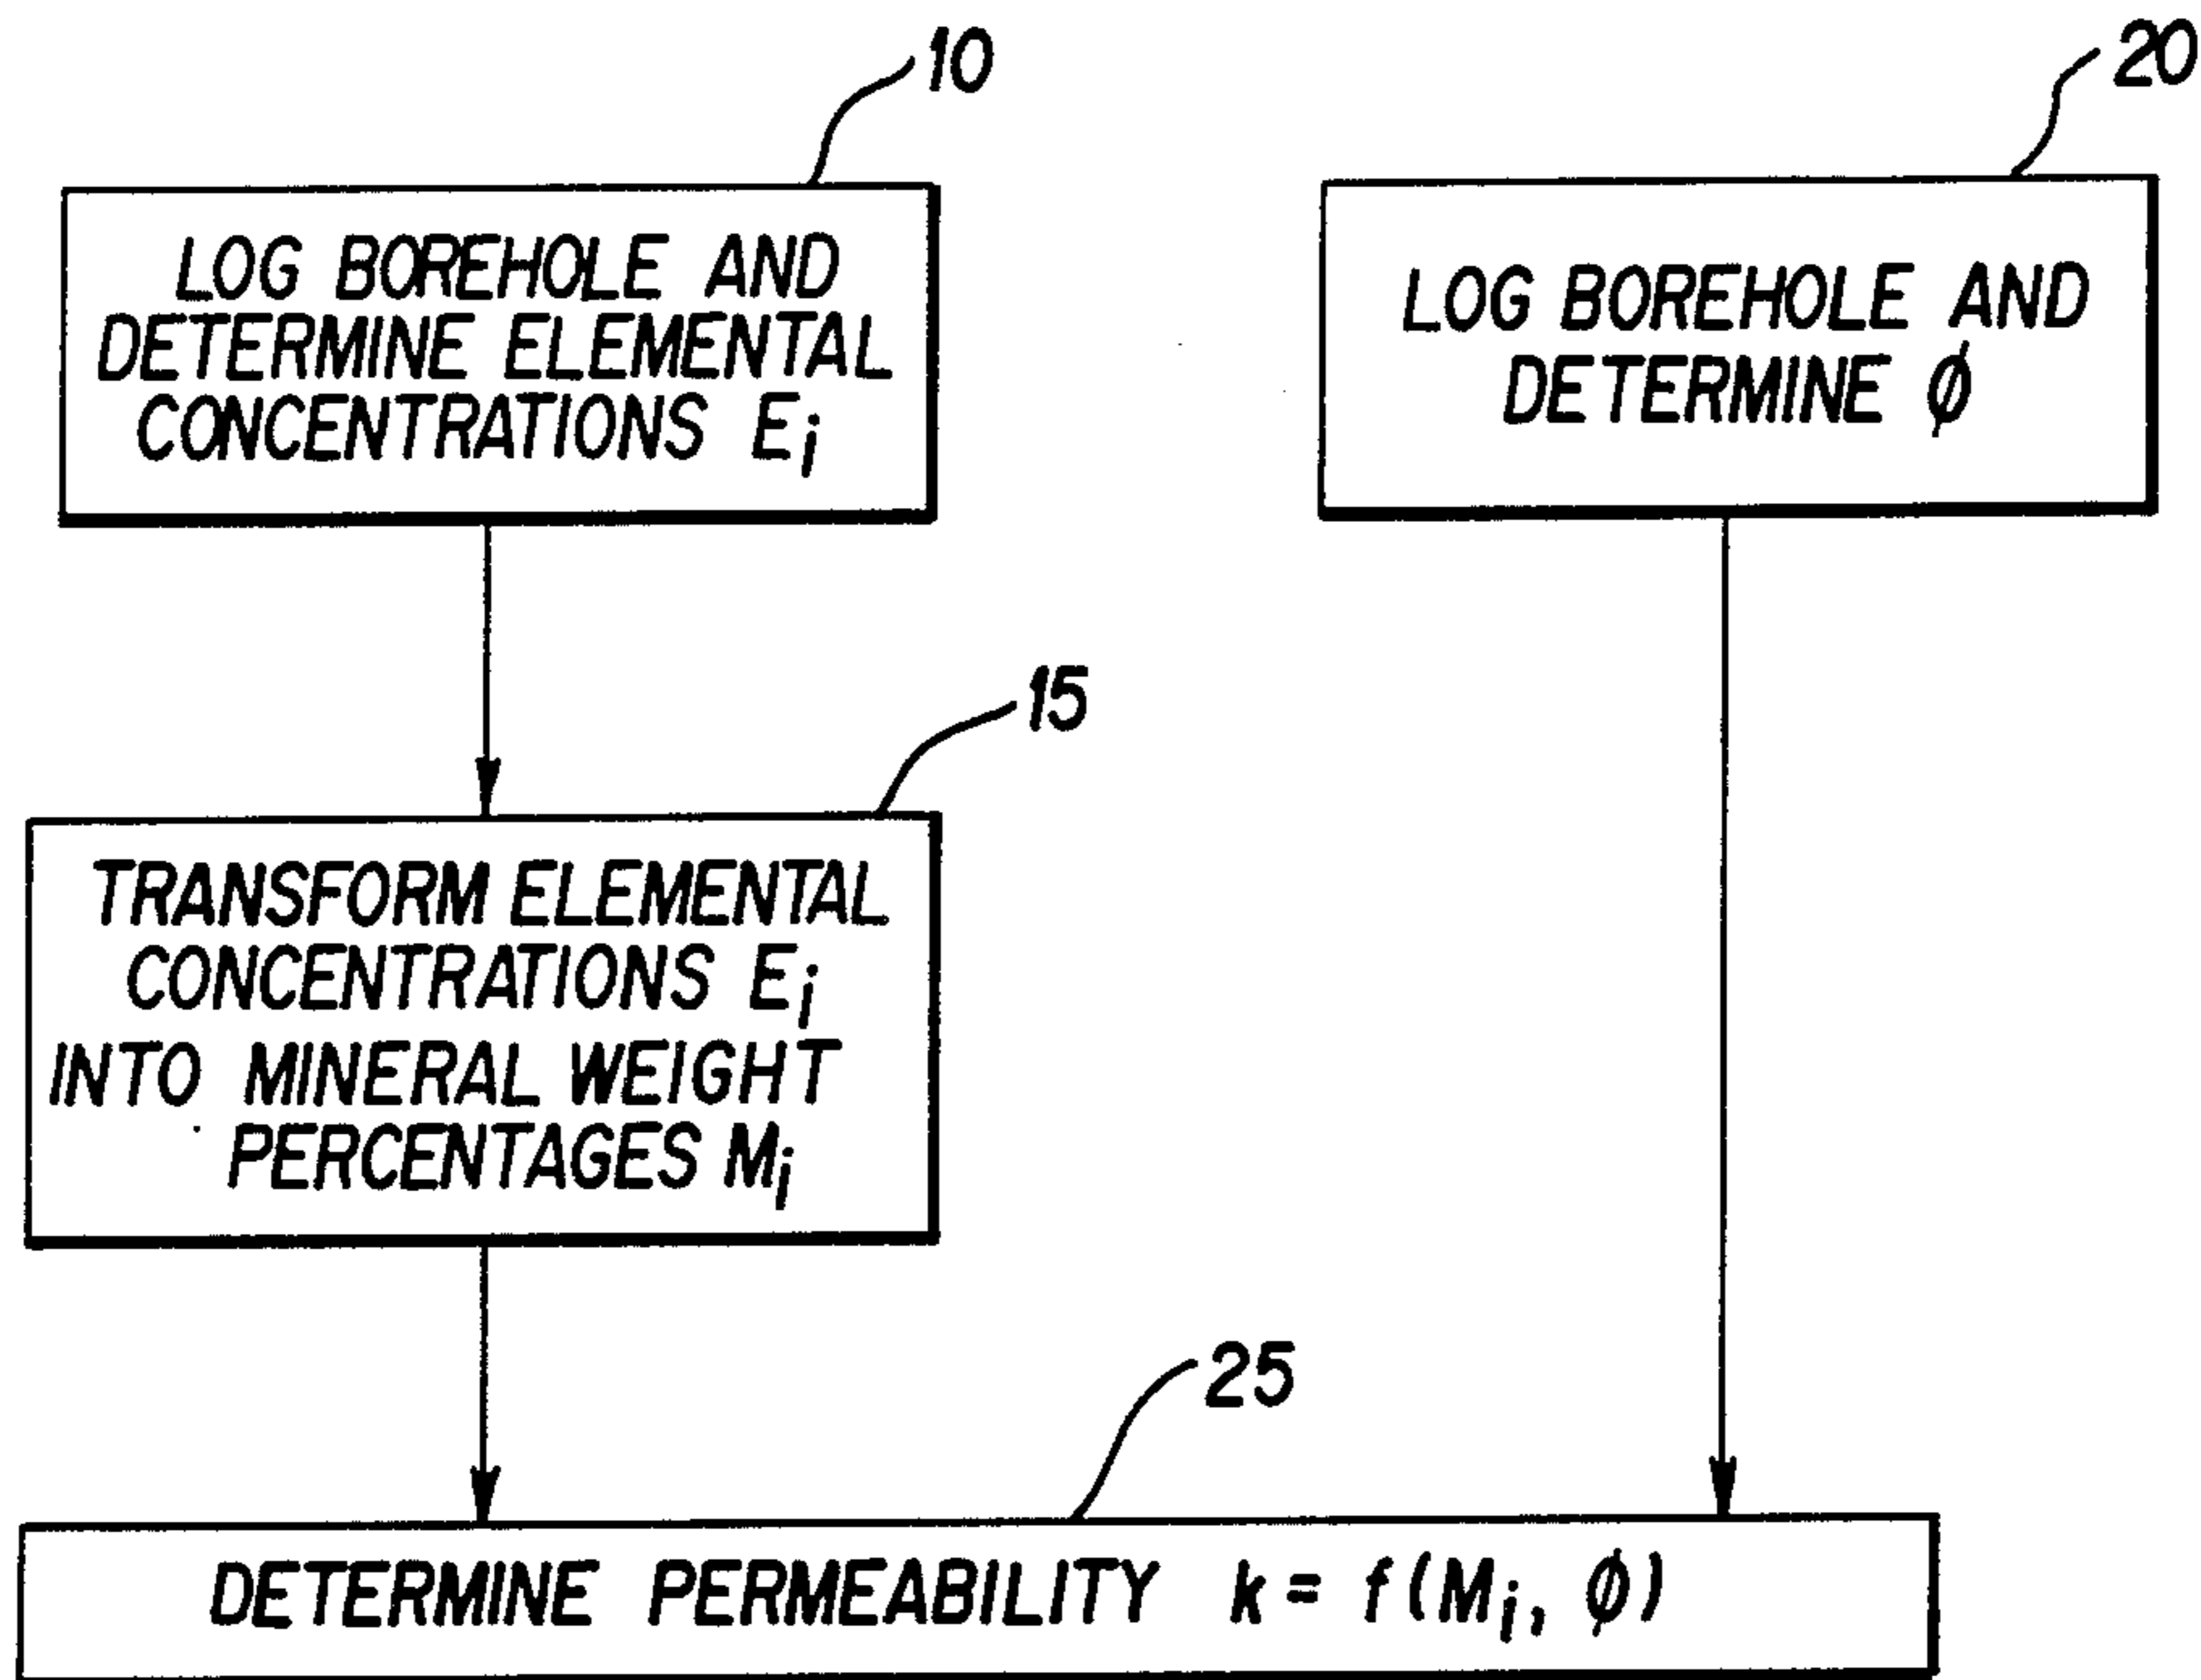 10
LOG BOREHOLE AND
DETERMINE ELEMENTAL
CONCENTRATIONS Ei
20
LOG BOREHOLE AND
DETERMINE ϕ
15
TRANSFORM ELEMENTAL
CONCENTRATIONS Ei
INTO MINERAL WEIGHT
PERCENTAGES Mi
25
DETERMINE PERMEABILITY k = f(Mi, ϕ)